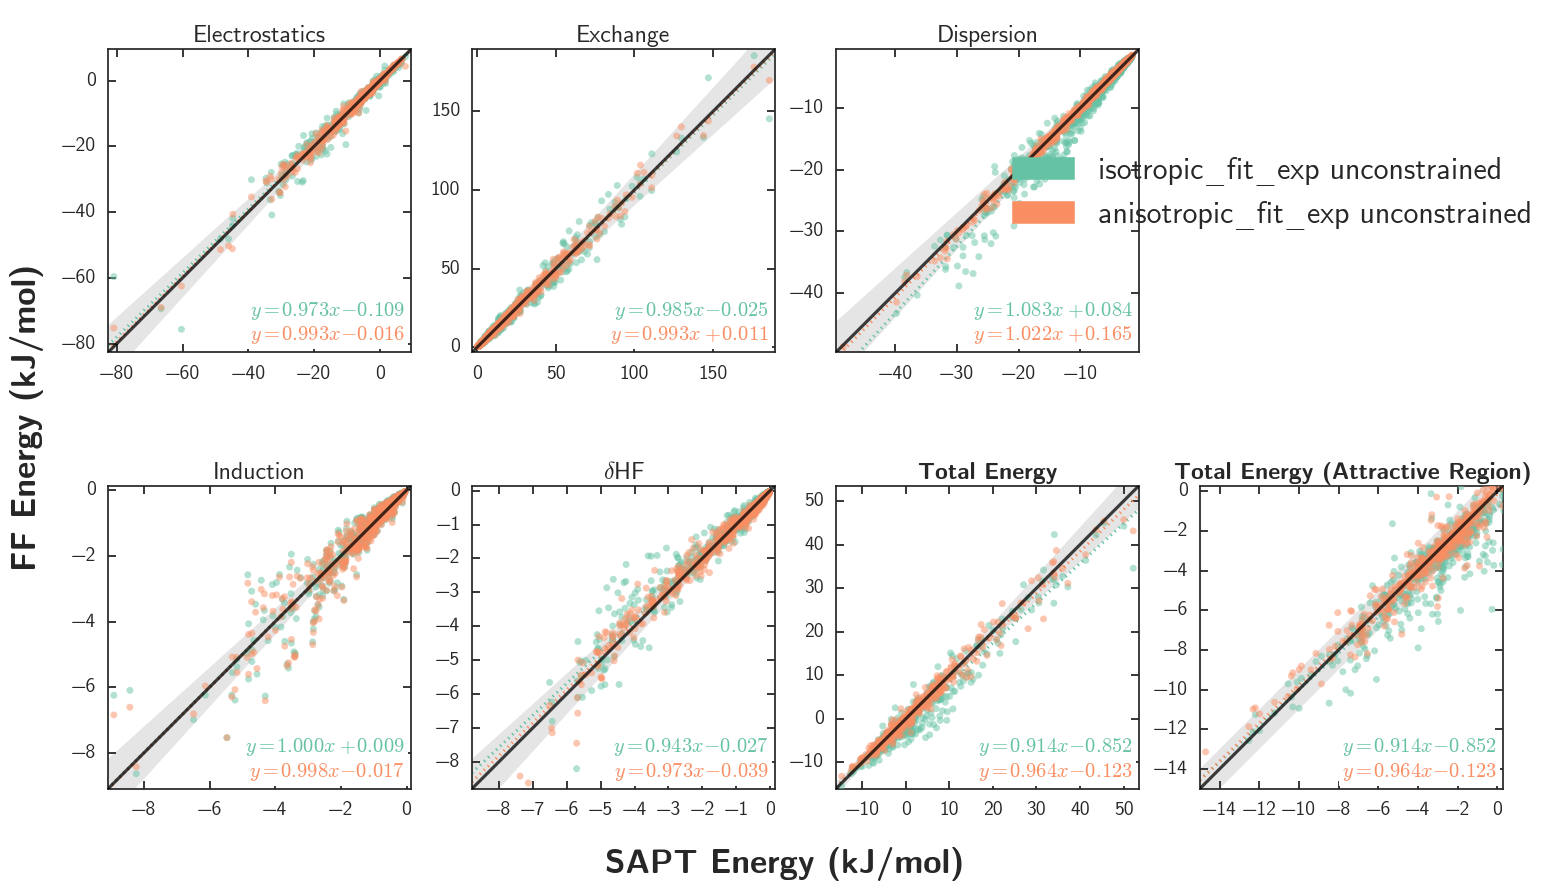 Electrostatics
0
−20
−40
−60
−80
−80 −60 −40 −20 0
y=0.973x−0.109
y=0.993x−0.016
Exchange
150
100
50
0
0 50 100 150
y=0.985x−0.025
y=0.993x+0.011
Dispersion
−10
−20
−30
−40
−40 −30 −20 −10
y=1.083x+0.084
y=1.022x+0.165
isotropic_fit_exp unconstrained
anisotropic_fit_exp unconstrained
FF Energy (kJ/mol)
Induction
0
−2
−4
−6
−8
−8 −6 −4 −2 0
y=1.000x+0.009
y=0.998x−0.017
δHF
0
−1
−2
−3
−4
−5
−6
−7
−8
−8 −7 −6 −5 −4 −3 −2 −1 0
y=0.943x−0.027
y=0.973x−0.039
Total Energy
50
40
30
20
10
0
−10
−10 0 10 20 30 40 50
y=0.914x−0.852
y=0.964x−0.123
Total Energy (Attractive Region)
0
−2
−4
−6
−8
−10
−12
−14
−14 −12 −10 −8 −6 −4 −2 0
y=0.914x−0.852
y=0.964x−0.123
SAPT Energy (kJ/mol)